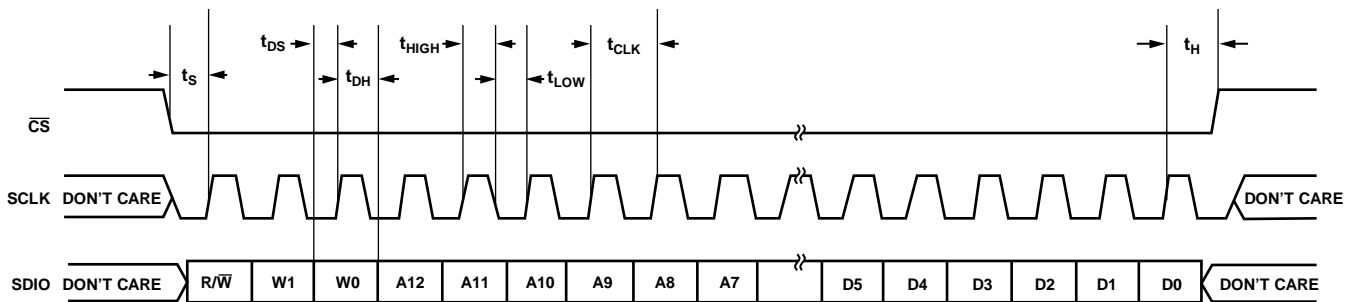 tDS
tHIGH
tCLK
tH
tS
tDH
tLOW
CS
SCLK DON'T CARE DON'T CARE
SDIO DON'T CARE R/W W1 W0 A12 A11 A10 A9 A8 A7 D5 D4 D3 D2 D1 D0 DON'T CARE